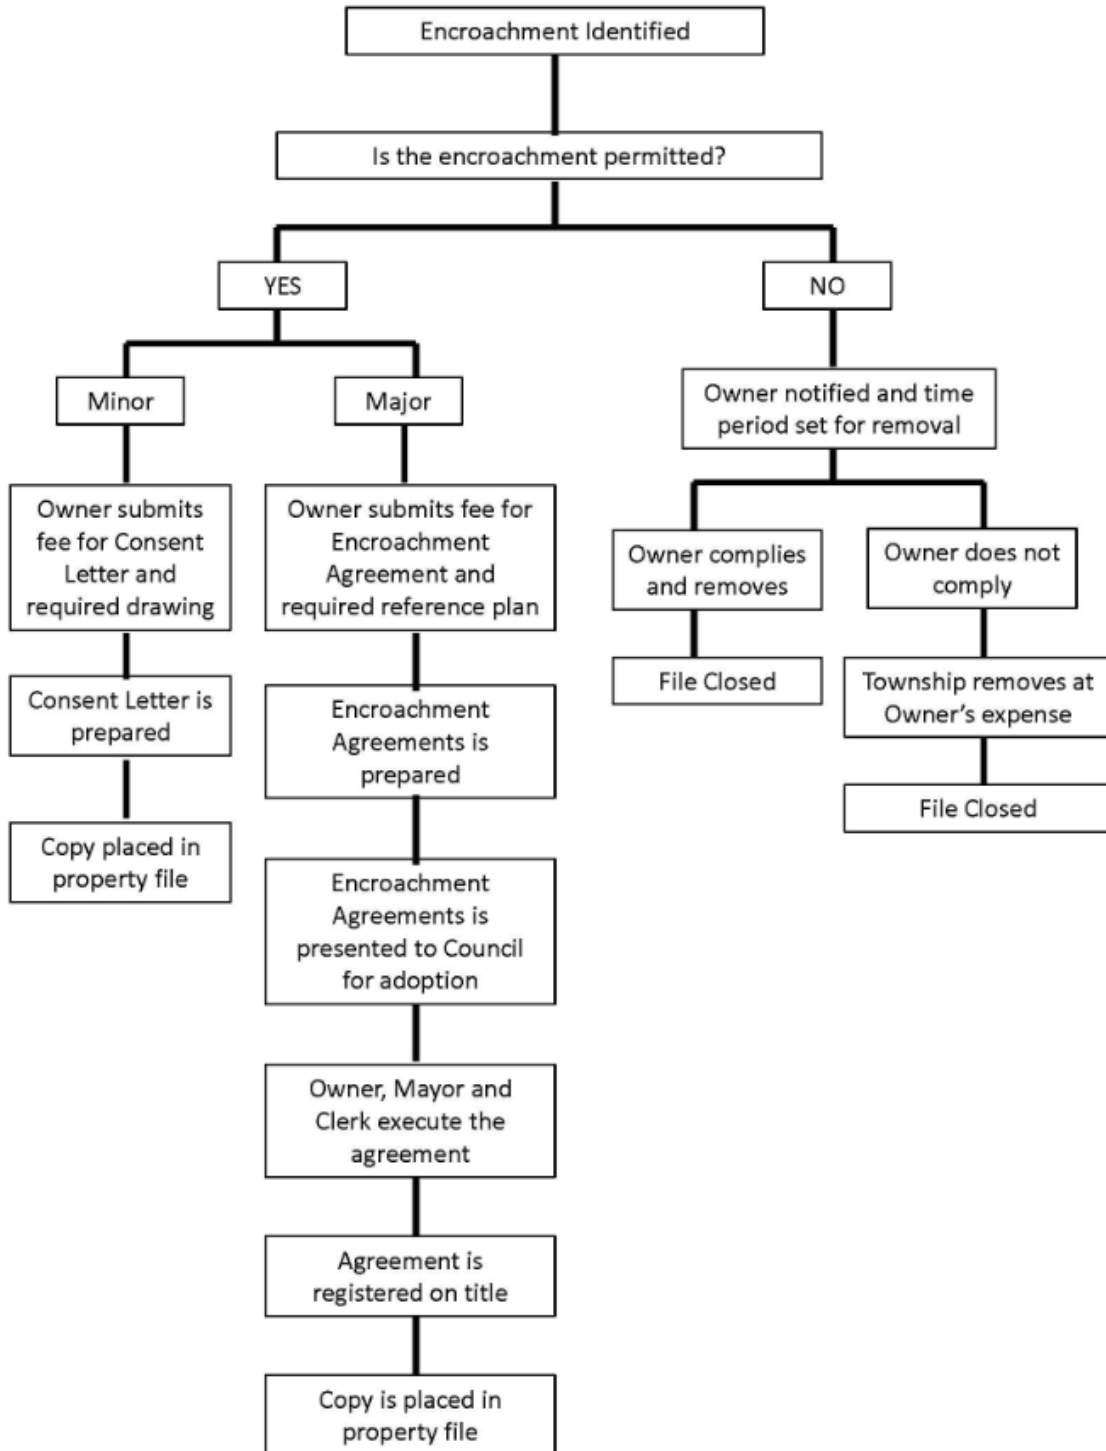 Encroachment Identified
Is the encroachment permitted?
YES
NO
Minor
Major
Owner notified and time
period set for removal
Owner submits
fee for Consent
Letter and
required drawing
Owner submits fee for
Encroachment
Agreement and
required reference plan
Owner complies
and removes
Owner does not
comply
Consent Letter is
prepared
Encroachment
Agreements is
prepared
File Closed
Township removes at
Owner’s expense
File Closed
Copy placed in
property file
Encroachment
Agreements is
presented to Council
for adoption
Owner, Mayor and
Clerk execute the
agreement
Agreement is
registered on title
Copy is placed in
property file